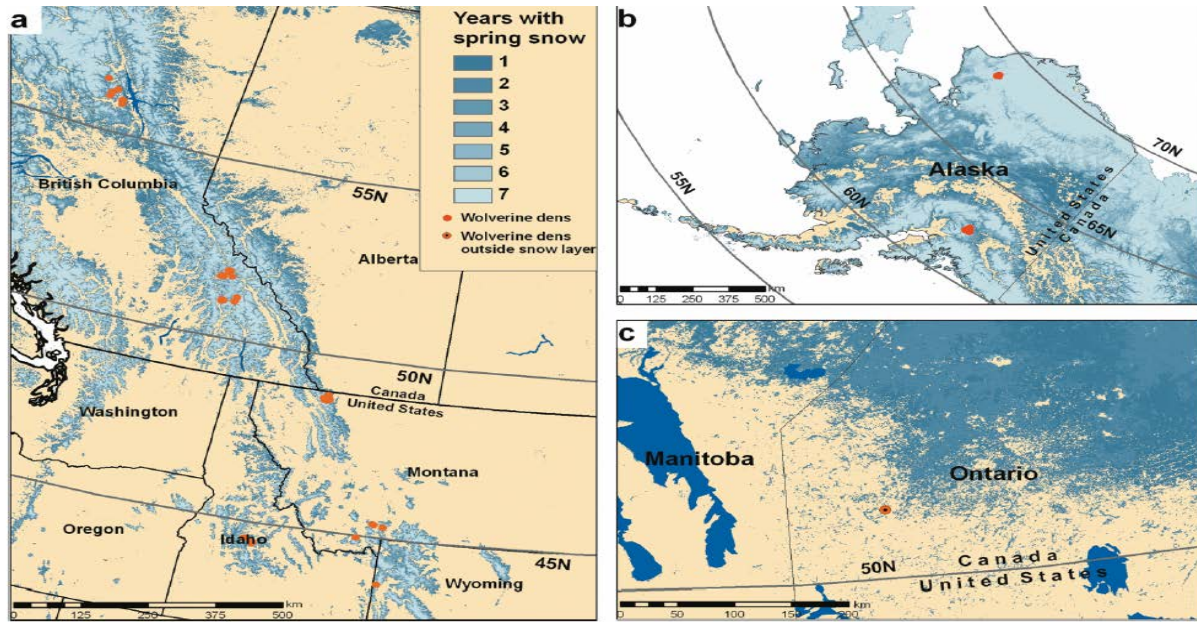 a
Years with
spring snow
1
2
3
4
5
6
7
Wolverine dens
Wolverine dens
outside snow layer
British Columbia
55N
Alberta
50N
Canada
United States
Washington
Montana
Oregon
Idaho
45N
Wyoming
0 125 250 375 500 km
b
70N
Alaska
55N
60N
United States
Canada
65N
0 125 250 375 500 km
c
Manitoba
Ontario
50N
Canada
United States
0 50 100 150 200 km